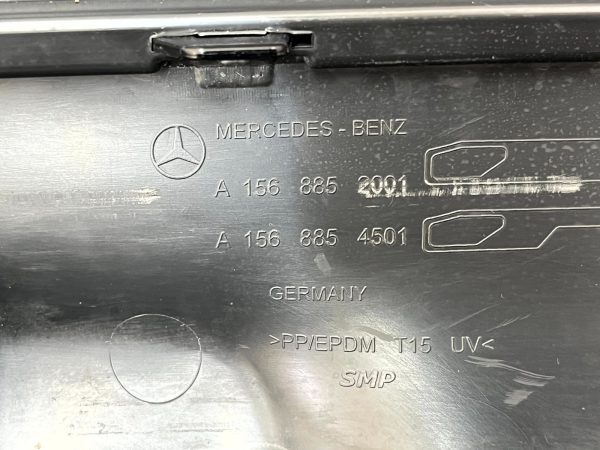 MERCEDES - BENZ
A 156 885 2001
A 156 885 4501
GERMANY
>PP/EPDM T15 UV<
SMP